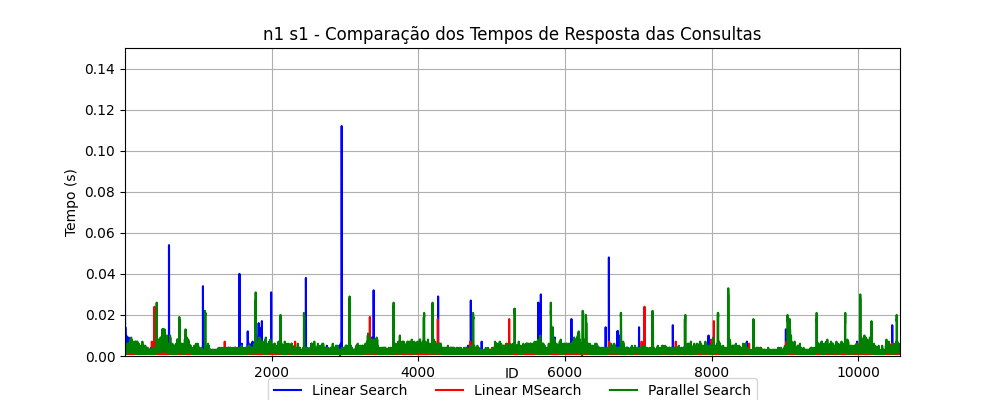 n1 s1 - Comparação dos Tempos de Resposta das Consultas
Tempo (s)
0.14
0.12
0.10
0.08
0.06
0.04
0.02
0.00
2000 4000 6000 8000 10000
ID
Linear Search Linear MSearch Parallel Search